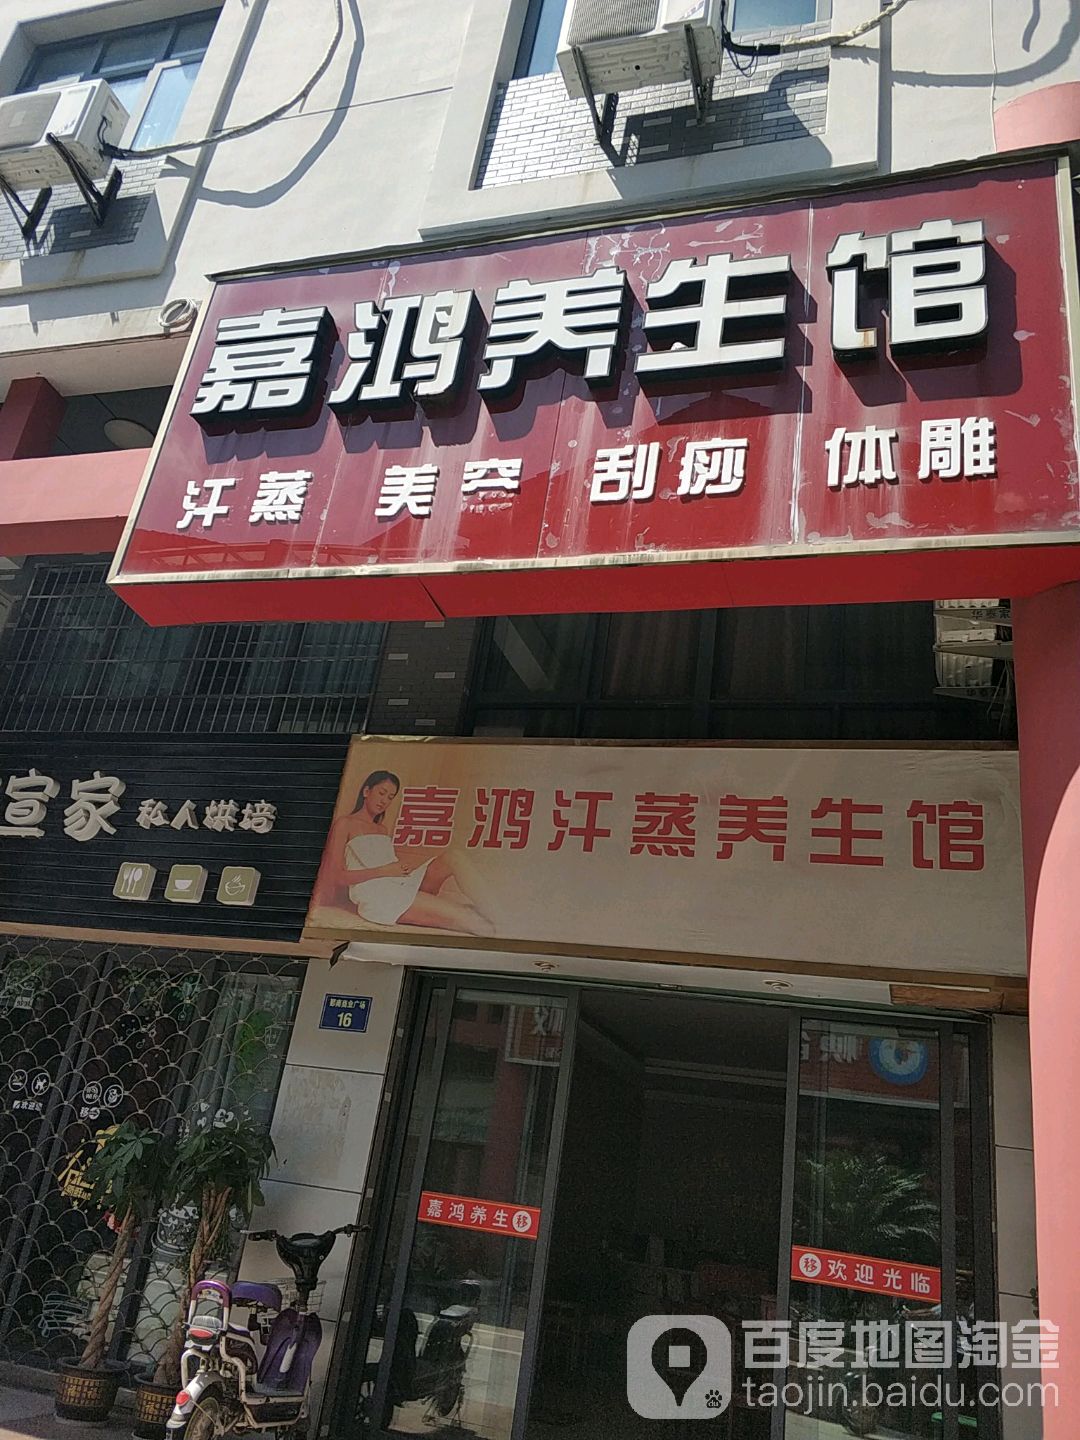 嘉鸿养生馆
汗蒸 美容 刮痧 体雕
宣家 私人烘培
嘉鸿汗蒸养生馆
16
嘉鸿养生 移
移 欢迎光临
百度地图淘金
taojin.baidu.com